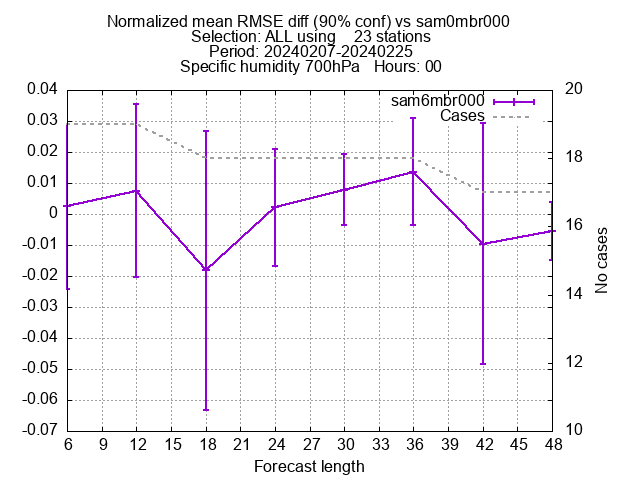 Normalized mean RMSE diff (90% conf) vs sam0mbr000
Selection: ALL using    23 stations
Period: 20240207-20240225
Specific humidity 700hPa   Hours: 00
sam6mbr000
Cases
0.04
0.03
0.02
0.01
0
-0.01
-0.02
-0.03
-0.04
-0.05
-0.06
-0.07
20
18
16
14
12
10
No cases
6 9 12 15 18 21 24 27 30 33 36 39 42 45 48
Forecast length